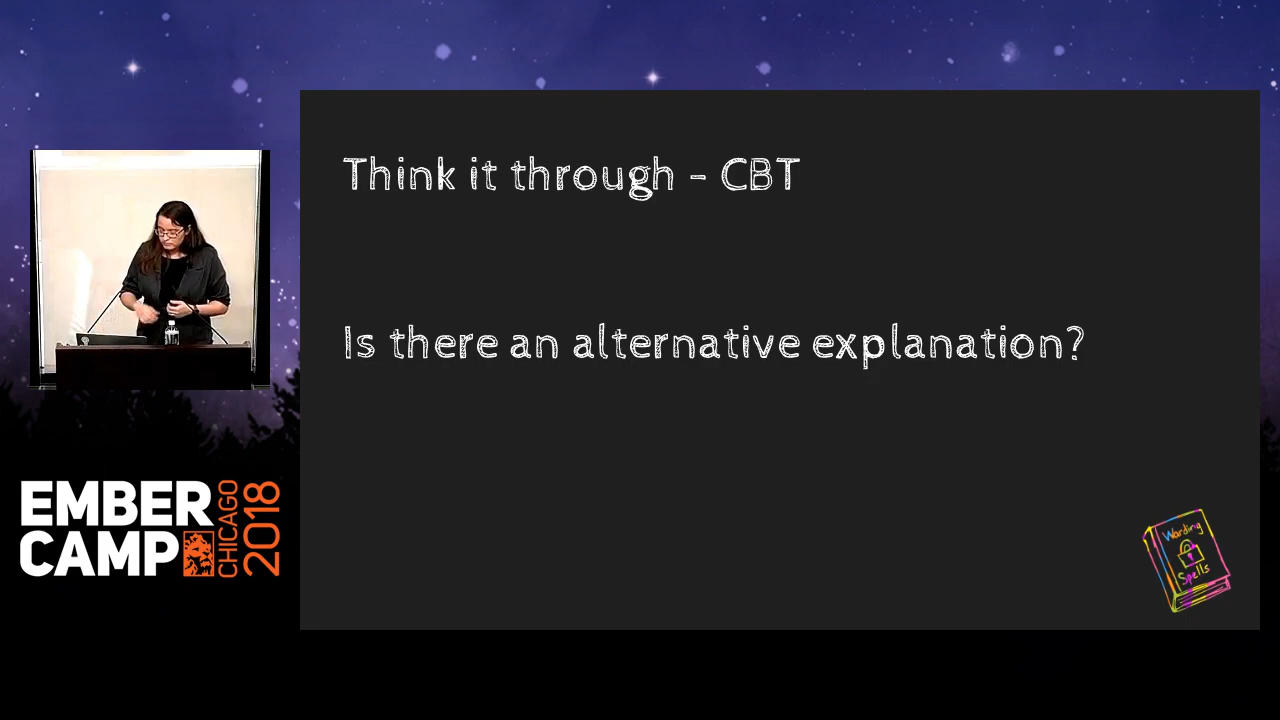 Think it through - CBT
Is there an alternative explanation?
EMBER
CAMP
CHICAGO
2018
Warding
Spells